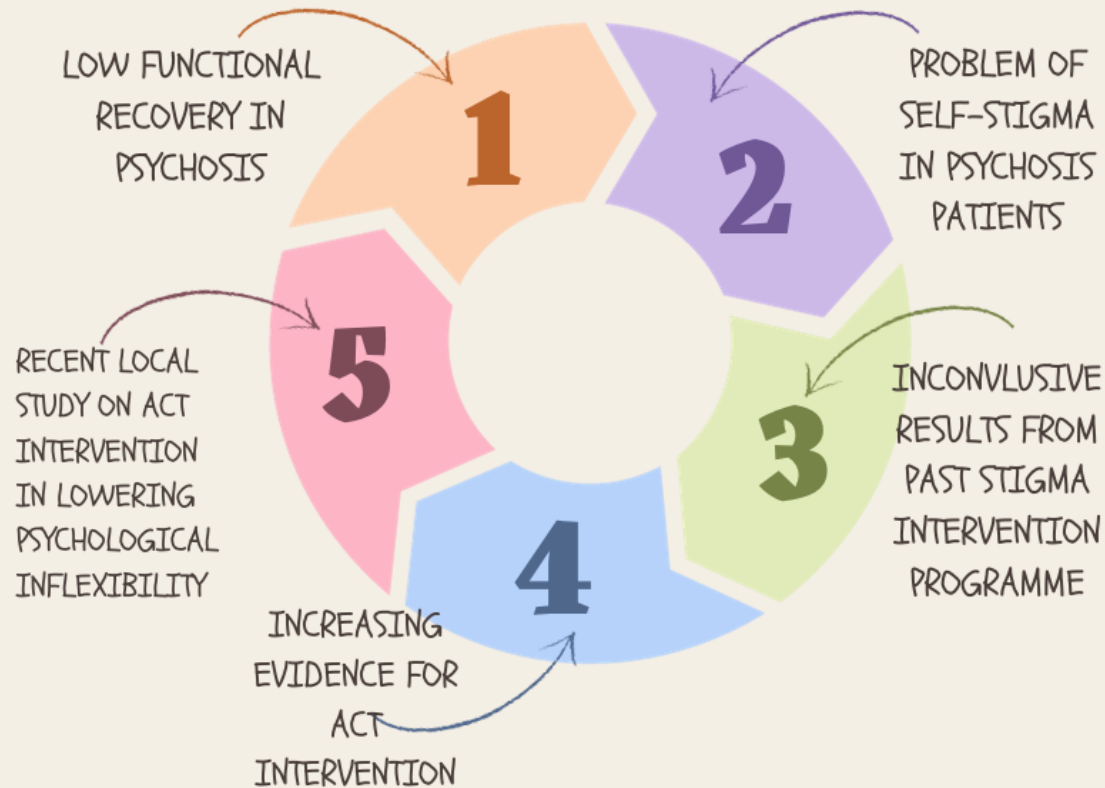 LOW FUNCTIONAL
RECOVERY IN
PSYCHOSIS
1
PROBLEM OF
SELF-STIGMA
IN PSYCHOSIS
PATIENTS
2
INCONVLUSIVE
RESULTS FROM
PAST STIGMA
INTERVENTION
PROGRAMME
3
INCREASING
EVIDENCE FOR
ACT
INTERVENTION
4
RECENT LOCAL
STUDY ON ACT
INTERVENTION
IN LOWERING
PSYCHOLOGICAL
INFLEXIBILITY
5